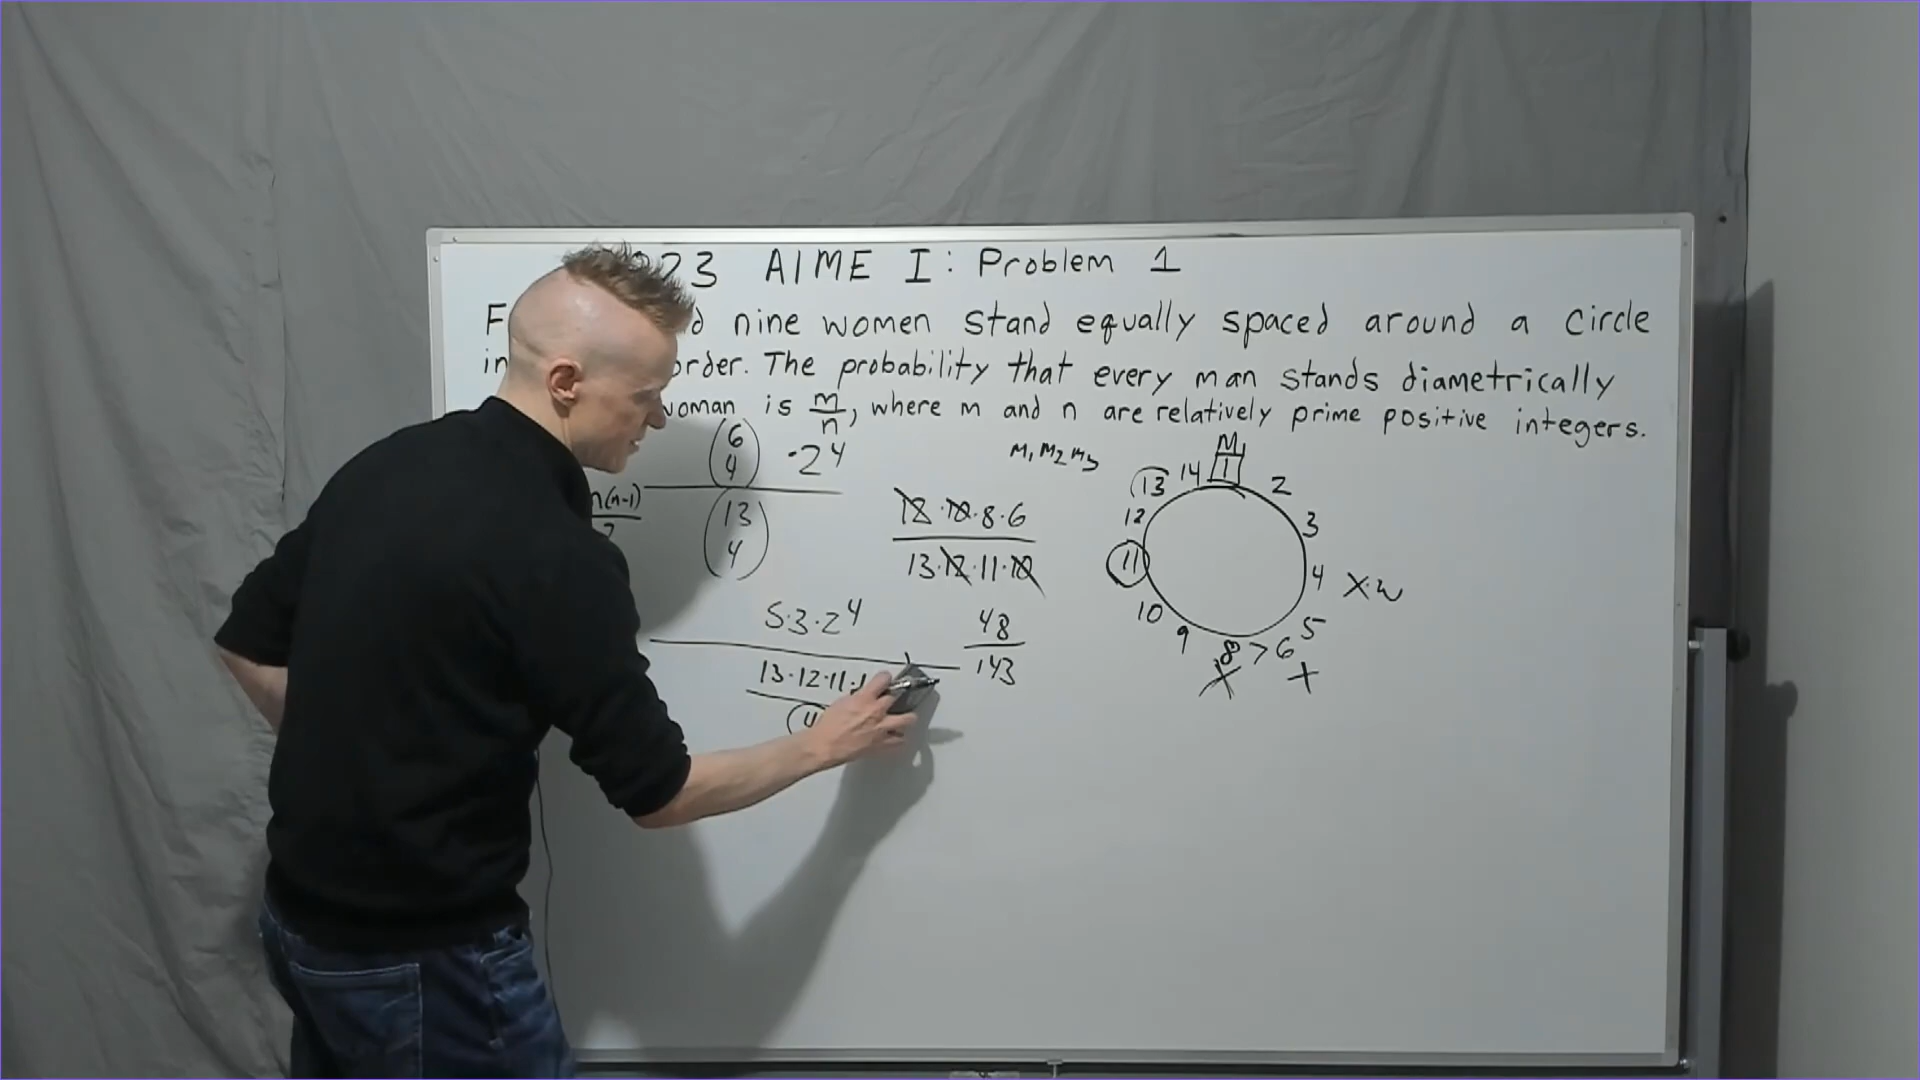 23 AIME I: Problem 1
nine women stand equally spaced around a circle
in order. The probability that every man stands diametrically
woman is m/n, where m and n are relatively prime positive integers.
(6 4) · 2^4
n(n-1)
(13 4)
12 · 10 · 8 · 6
13 · 12 · 11 · 10
5·3·2^4
13·12·11·
48
143
M1 M2 M3
M
1
2
3
4
5
6
7
8
9
10
11
12
13
14
X
X